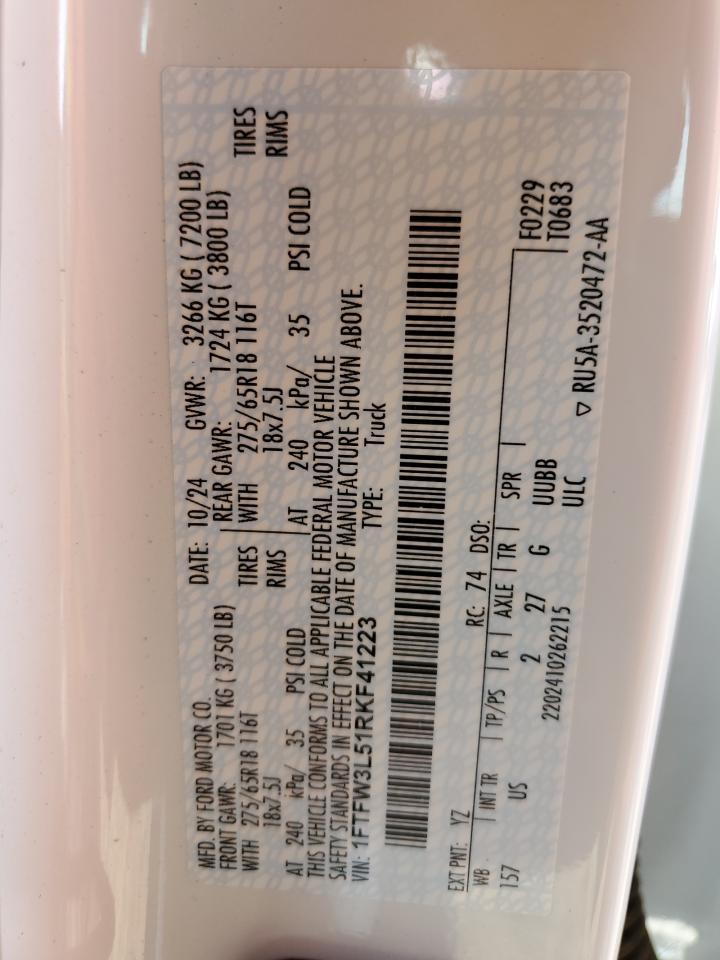 MFD. BY FORD MOTOR CO.
DATE: 10/24 GVWR: 3266 KG ( 7200 LB)
FRONT GAWR: 1701 KG ( 3750 LB) REAR GAWR: 1724 KG ( 3800 LB)
WITH 275/65R18 116T TIRES WITH 275/65R18 116T TIRES
18x7.5J RIMS 18x7.5J RIMS
AT 240 kPa/ 35 PSI COLD AT 240 kPa/ 35 PSI COLD
THIS VEHICLE CONFORMS TO ALL APPLICABLE FEDERAL MOTOR VEHICLE
SAFETY STANDARDS IN EFFECT ON THE DATE OF MANUFACTURE SHOWN ABOVE.
VIN: 1FTFW3L51RKF41223 TYPE: Truck
EXT PNT: YZ RC: 74 DSO:
WB INT TR TP/PS R AXLE TR SPR F0229
157 US 2 27 G UUBB T0683
2202410262215 ULC
▽ RU5A-3520472-AA